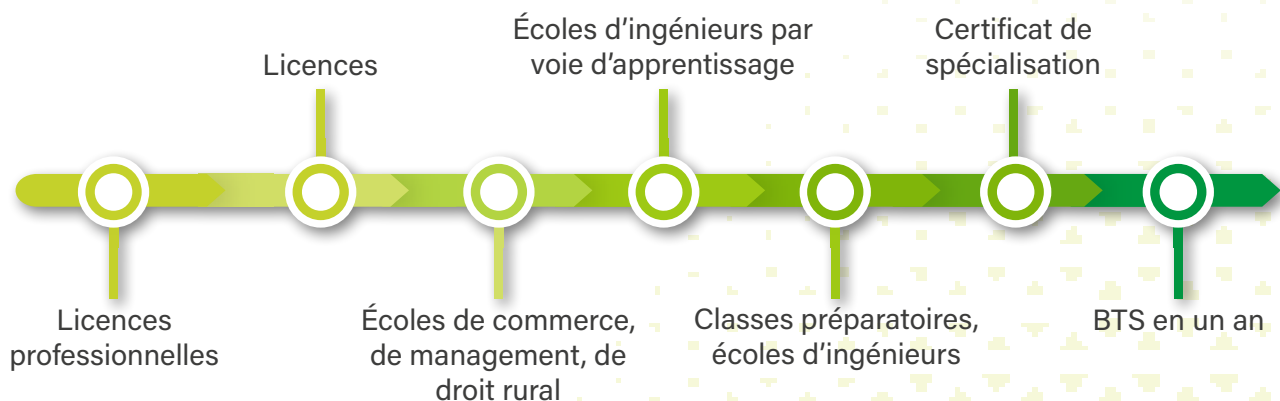 Licences
Écoles d'ingénieurs par
voie d'apprentissage
Certificat de
spécialisation
Licences
professionnelles
Écoles de commerce,
de management, de
droit rural
Classes préparatoires,
écoles d'ingénieurs
BTS en un an